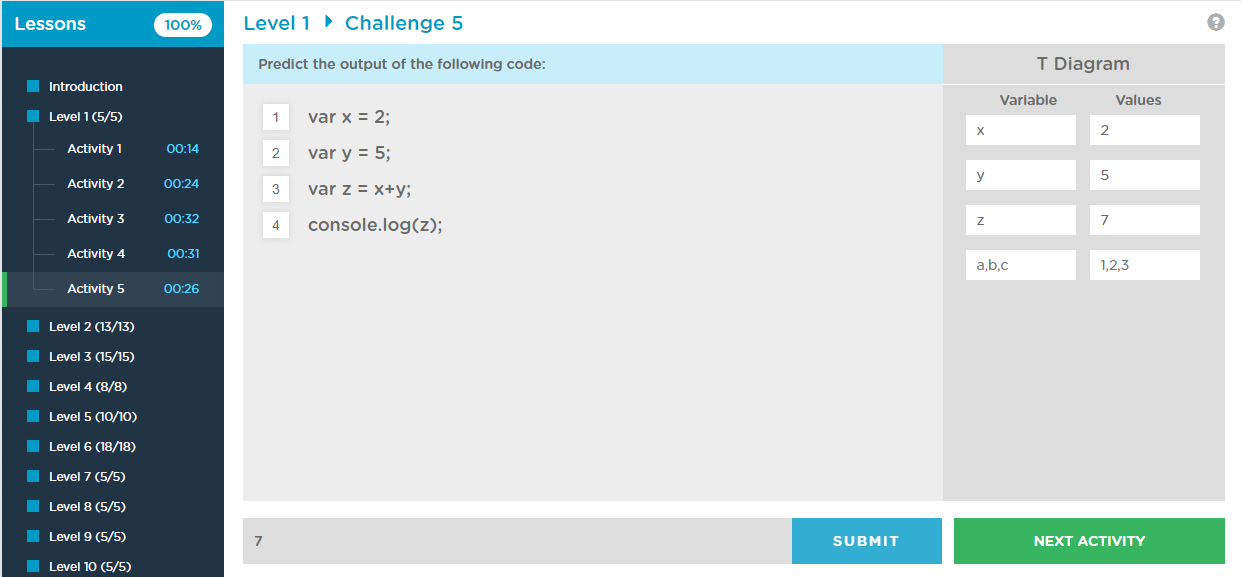 Lessons
100%
Introduction
Level 1 (5/5)
Activity 1 00:14
Activity 2 00:24
Activity 3 00:32
Activity 4 00:31
Activity 5 00:26
Level 2 (13/13)
Level 3 (15/15)
Level 4 (8/8)
Level 5 (10/10)
Level 6 (18/18)
Level 7 (5/5)
Level 8 (5/5)
Level 9 (5/5)
Level 10 (5/5)
Level 1 Challenge 5
?
Predict the output of the following code:
1 var x = 2;
2 var y = 5;
3 var z = x+y;
4 console.log(z);
T Diagram
Variable Values
x 2
y 5
z 7
a,b,c 1,2,3
7
SUBMIT
NEXT ACTIVITY